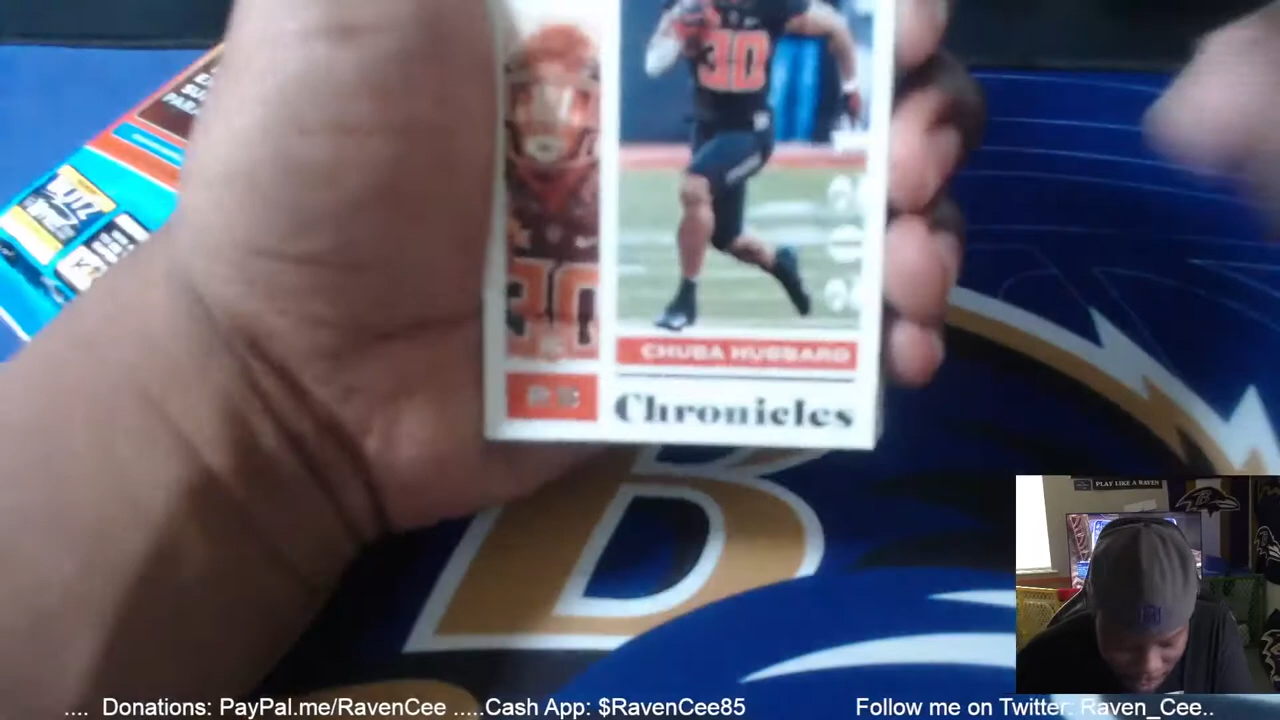 30
30
CHUBA HUBBARD
Chronicles
PLAY LIKE A RAVEN
B
.... Donations: PayPal.me/RavenCee .....Cash App: $RavenCee85 Follow me on Twitter: Raven_Cee..